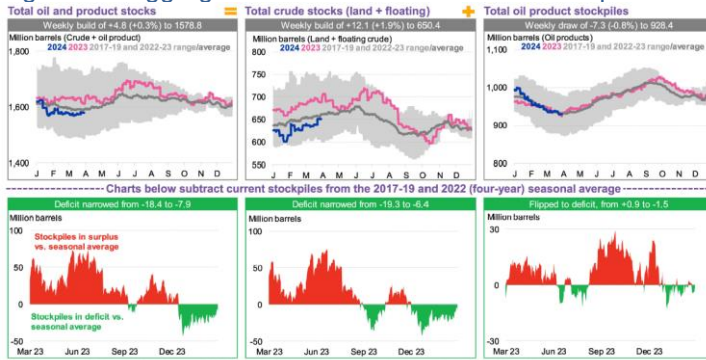 Total oil and product stocks
Weekly build of +4.8 (+0.3%) to 1578.8
Million barrels (Crude + oil product)
2024 2023 2017-19 and 2022-23 range/average
1,800
1,600
1,400
J F M A M J J A S O N D
Total crude stocks (land + floating)
Weekly build of +12.1 (+1.9%) to 650.4
Million barrels (Land + floating crude)
2024 2023 2017-19 and 2022-23 range/average
800
750
700
650
600
550
J F M A M J J A S O N D
Total oil product stockpiles
Weekly draw of -7.3 (-0.8%) to 928.4
Million barrels (Oil products)
2024 2023 2017-19 and 2022-23 range/average
1,100
1,000
900
800
J F M A M J J A S O N D
Charts below subtract current stockpiles from the 2017-19 and 2022 (four-year) seasonal average
Deficit narrowed from -18.4 to -7.9
Million barrels
100
50
0
-50
Stockpiles in surplus
vs. seasonal average
Stockpiles in deficit vs.
seasonal average
Mar 23 Jun 23 Sep 23 Dec 23
Deficit narrowed from -19.3 to -6.4
Million barrels
100
50
0
-50
Mar 23 Jun 23 Sep 23 Dec 23
Flipped to deficit, from +0.9 to -1.5
Million barrels
30
0
-30
Mar 23 Jun 23 Sep 23 Dec 23